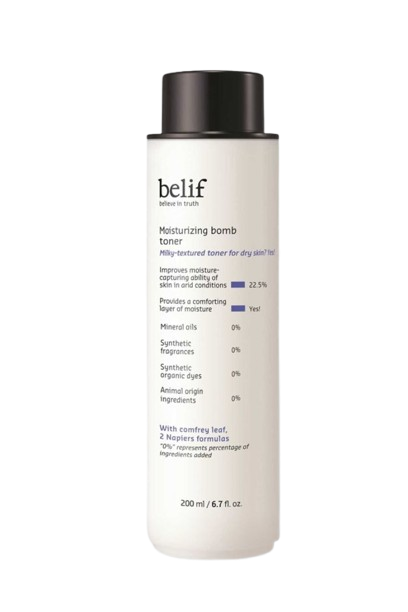 belif
believe in truth
Moisturizing bomb
toner
Milky-textured toner for dry skin? Yes!
Improves moisture-
capturing ability of
skin in arid conditions 22.5%
Provides a comforting
layer of moisture Yes!
Mineral oils 0%
Synthetic
fragrances 0%
Synthetic
organic dyes 0%
Animal origin
ingredients 0%
With comfrey leaf,
2 Napiers formulas
"0%" represents percentage of
ingredients added
200 ml / 6.7 fl. oz.